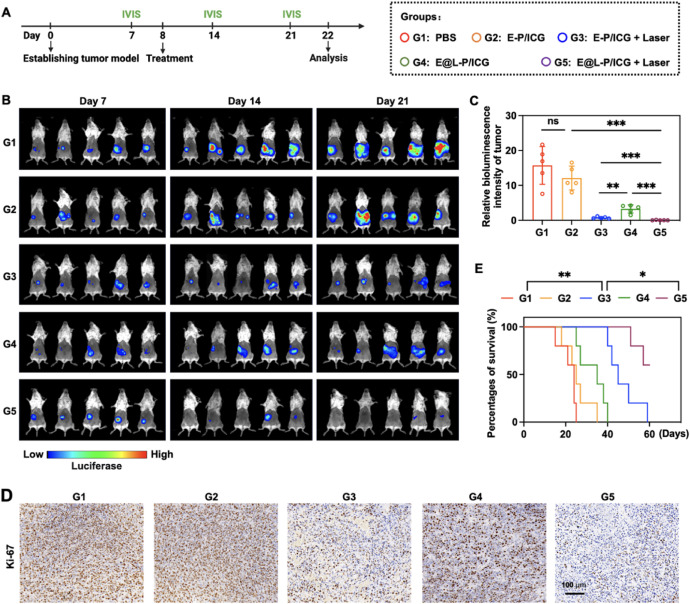 A
IVIS IVIS IVIS
Day 0 7 8 14 21 22
Establishing tumor model Treatment Analysis
Groups:
G1: PBS G2: E-P/ICG G3: E-P/ICG + Laser
G4: E@L-P/ICG G5: E@L-P/ICG + Laser
B
Day 7 Day 14 Day 21
G1
G2
G3
G4
G5
Low High
Luciferase
C
Relative bioluminescence
intensity of tumor
30
20
10
0
ns ***
***
** ***
G1 G2 G3 G4 G5
E
** *
G1 G2 G3 G4 G5
Percentages of survival (%)
100
80
40
0
0 20 40 60 (Days)
D
G1 G2 G3 G4 G5
Ki-67
100 μm